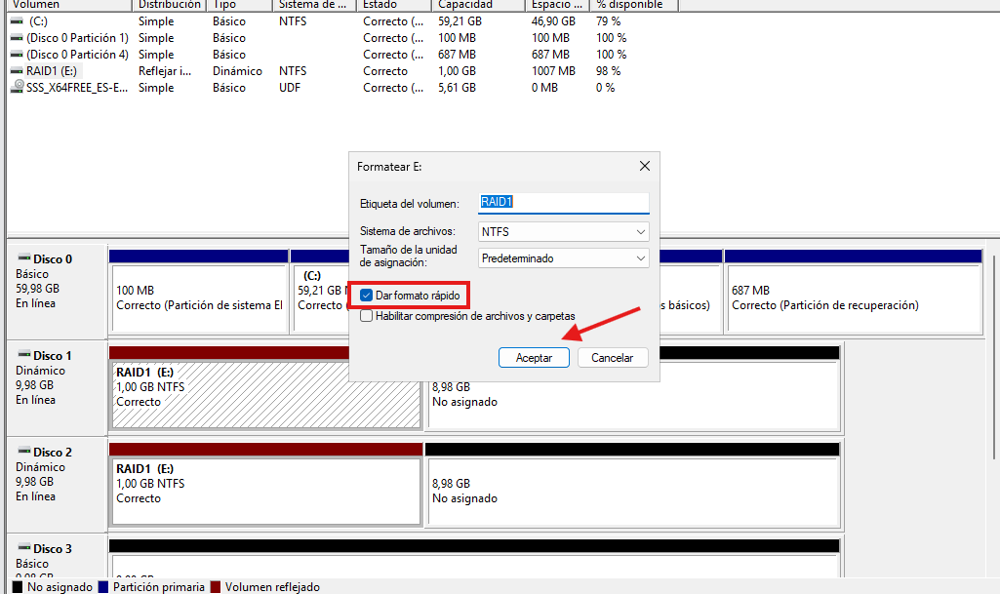 Volumen Distribución Tipo Sistema de ... Estado Capacidad Espacio ... % disponible
(C:) Simple Básico NTFS Correcto (... 59,21 GB 46,90 GB 79 %
(Disco 0 Partición 1) Simple Básico Correcto (... 100 MB 100 MB 100 %
(Disco 0 Partición 4) Simple Básico Correcto (... 687 MB 687 MB 100 %
RAID1 (E:) Reflejar i... Dinámico NTFS Correcto 1,00 GB 1007 MB 98 %
SSS_X64FREE_ES-E... Simple Básico UDF Correcto (... 5,61 GB 0 MB 0 %
Formatear E:
Etiqueta del volumen: RAID1
Sistema de archivos: NTFS
Tamaño de la unidad
de asignación: Predeterminado
Dar formato rápido
Habilitar compresión de archivos y carpetas
Aceptar Cancelar
Disco 0
Básico
59,98 GB
En línea
100 MB
Correcto (Partición de sistema EI
(C:)
59,21 GB
Correcto
s básicos)
687 MB
Correcto (Partición de recuperación)
Disco 1
Dinámico
9,98 GB
En línea
RAID1 (E:)
1,00 GB NTFS
Correcto
8,98 GB
No asignado
Disco 2
Dinámico
9,98 GB
En línea
RAID1 (E:)
1,00 GB NTFS
Correcto
8,98 GB
No asignado
Disco 3
Básico
No asignado Partición primaria Volumen reflejado